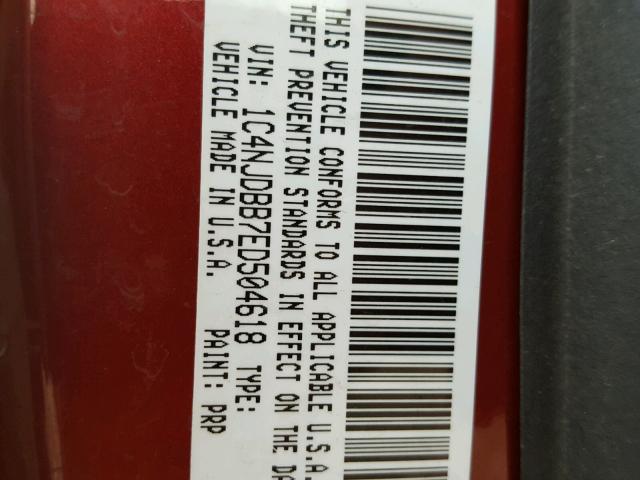 THIS VEHICLE CONFORMS TO ALL APPLICABLE U.S.A.
THEFT PREVENTION STANDARDS IN EFFECT ON THE DA
VIN: 1C4NJDBB7ED504618 TYPE:
VEHICLE MADE IN U.S.A. PAINT: PRP